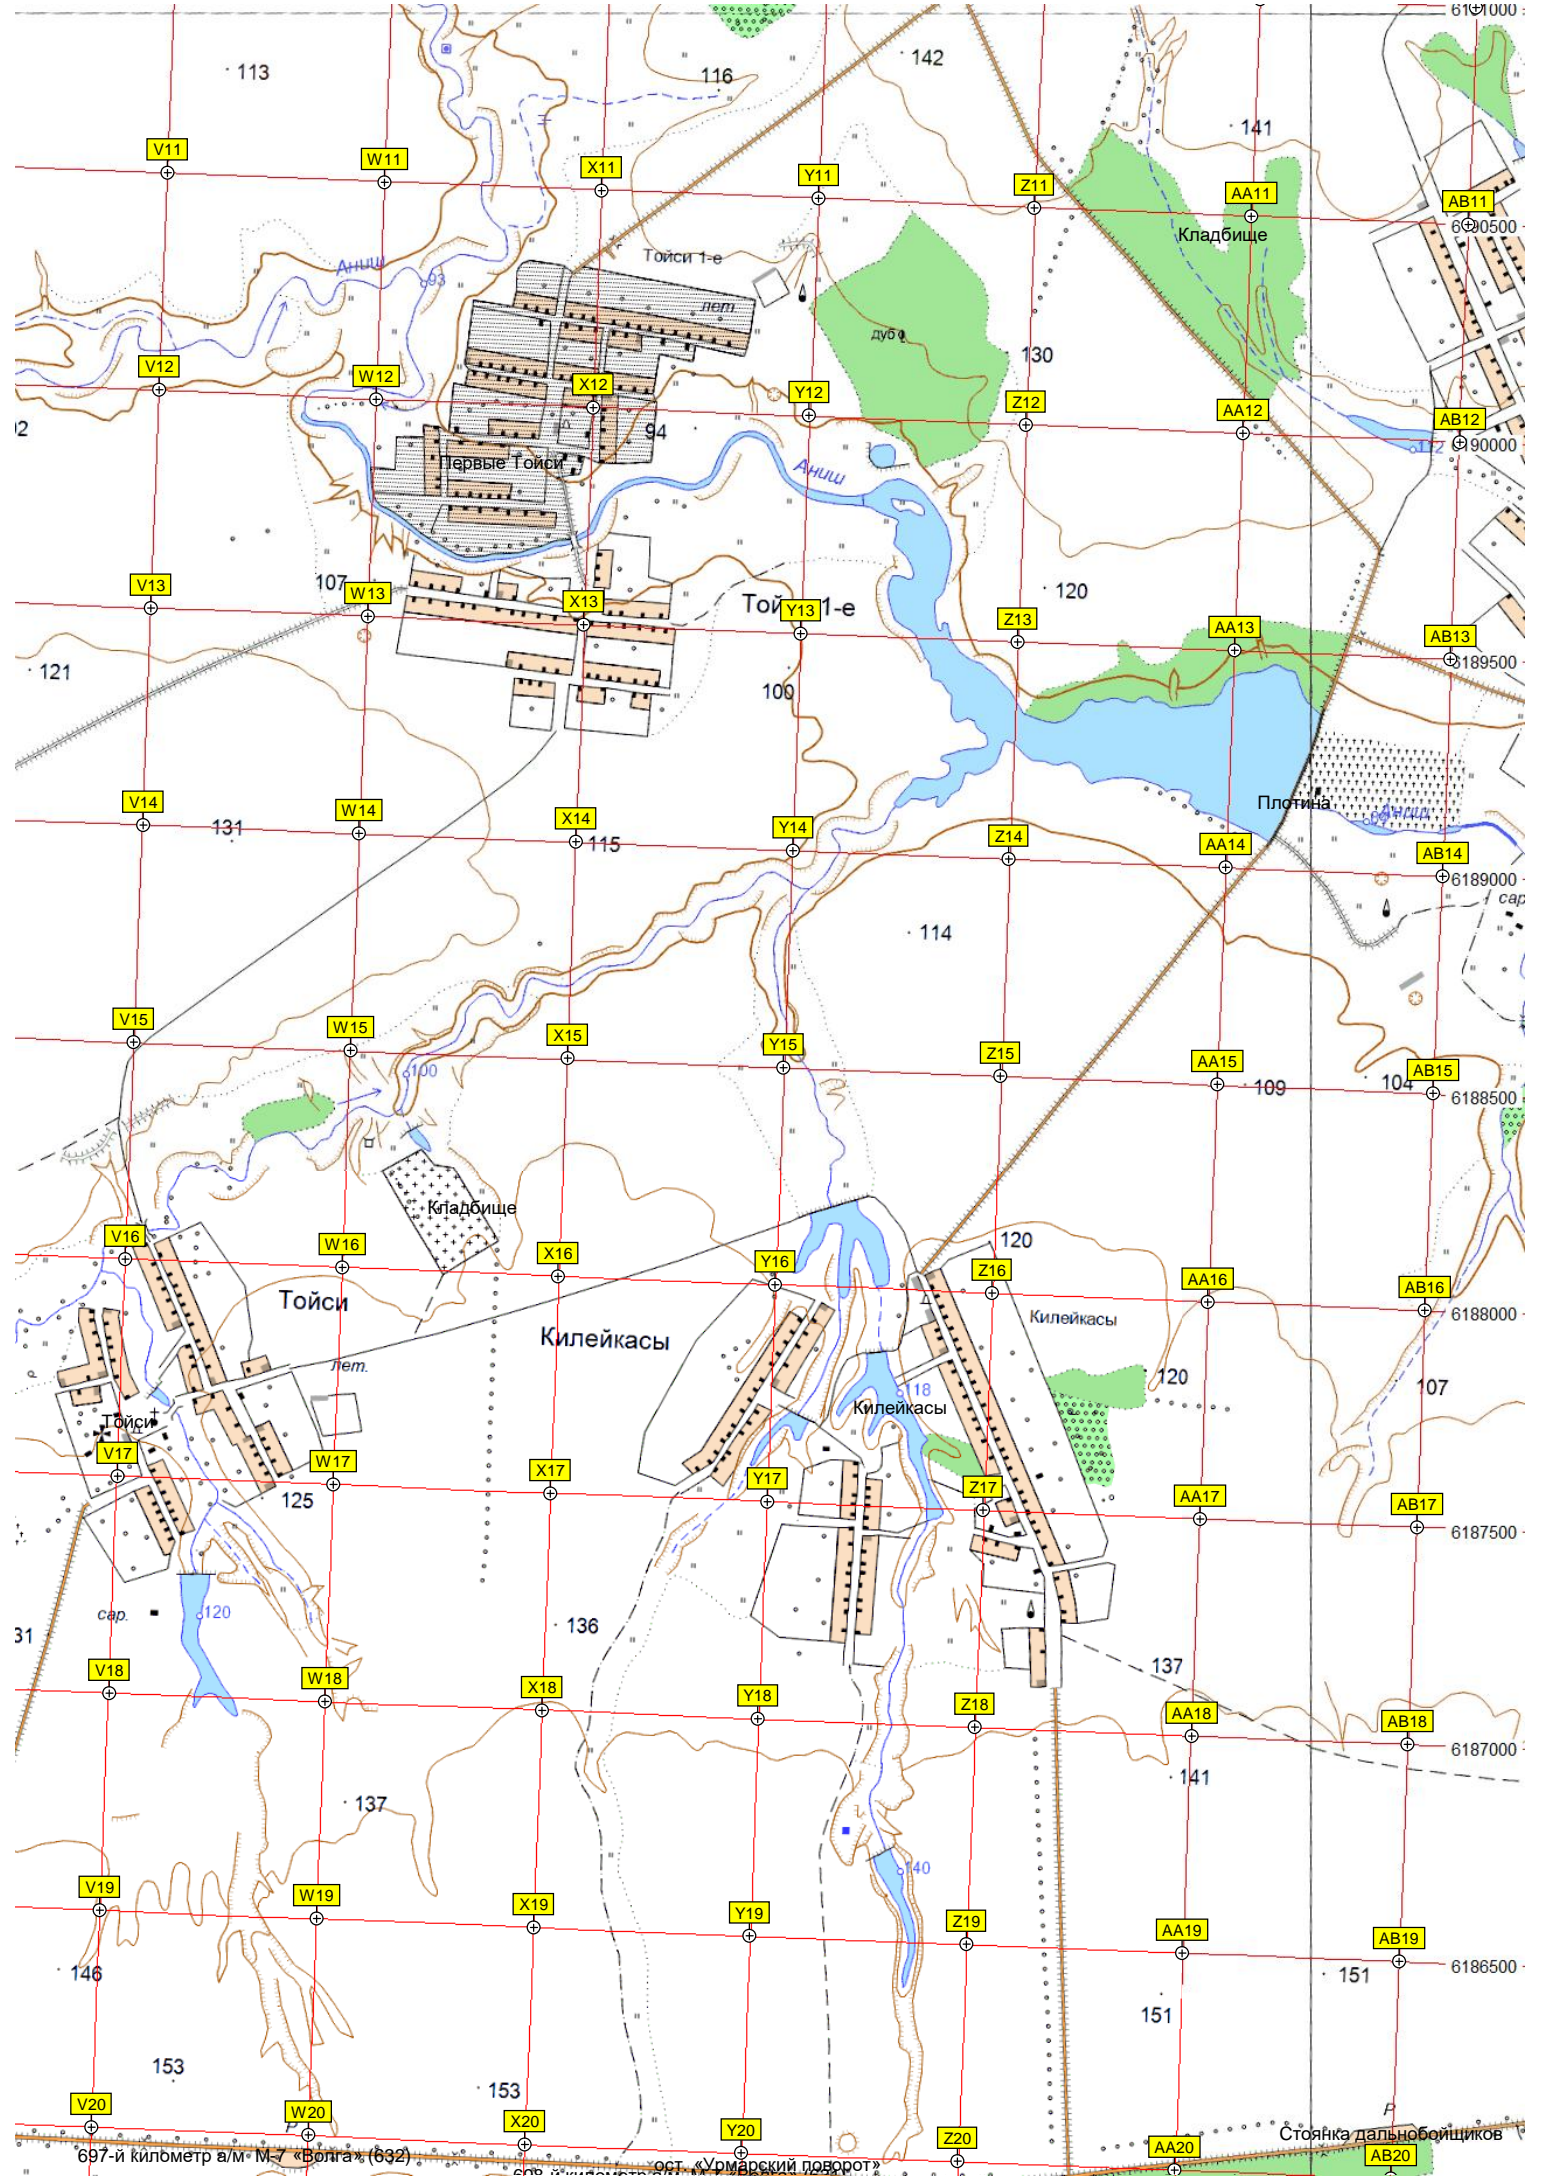 6191000
113
116
142
141
V11
W11
X11
Y11
Z11
AA11
AB11
6190500
Кладбище
Аниш
93
Тойси 1-е
лет
130
V12
W12
X12
Y12
Z12
AA12
AB12
6190000
112
94
Первые Тойси
Аниш
107
120
V13
W13
X13
Y13
Z13
AA13
AB13
6189500
121
100
131
115
Плотина
Аниш
V14
W14
X14
Y14
Z14
AA14
AB14
6189000
сар
114
V15
W15
X15
Y15
Z15
AA15
AB15
6188500
100
109
104
Кладбище
V16
W16
X16
Y16
Z16
AA16
AB16
6188000
120
Тойси
Килейкасы
Килейкасы
лет.
120
107
118
Килейкасы
Тойси
V17
W17
X17
Y17
Z17
AA17
AB17
6187500
125
сар.
120
136
31
137
V18
W18
X18
Y18
Z18
AA18
AB18
6187000
141
137
140
V19
W19
X19
Y19
Z19
AA19
AB19
6186500
146
151
151
153
153
P
V20
W20
X20
Y20
Z20
AA20
AB20
P
Стоянка дальнобойщиков
697-й километр а/м М-7 «Волга» (632)
ост. «Урмарский поворот»